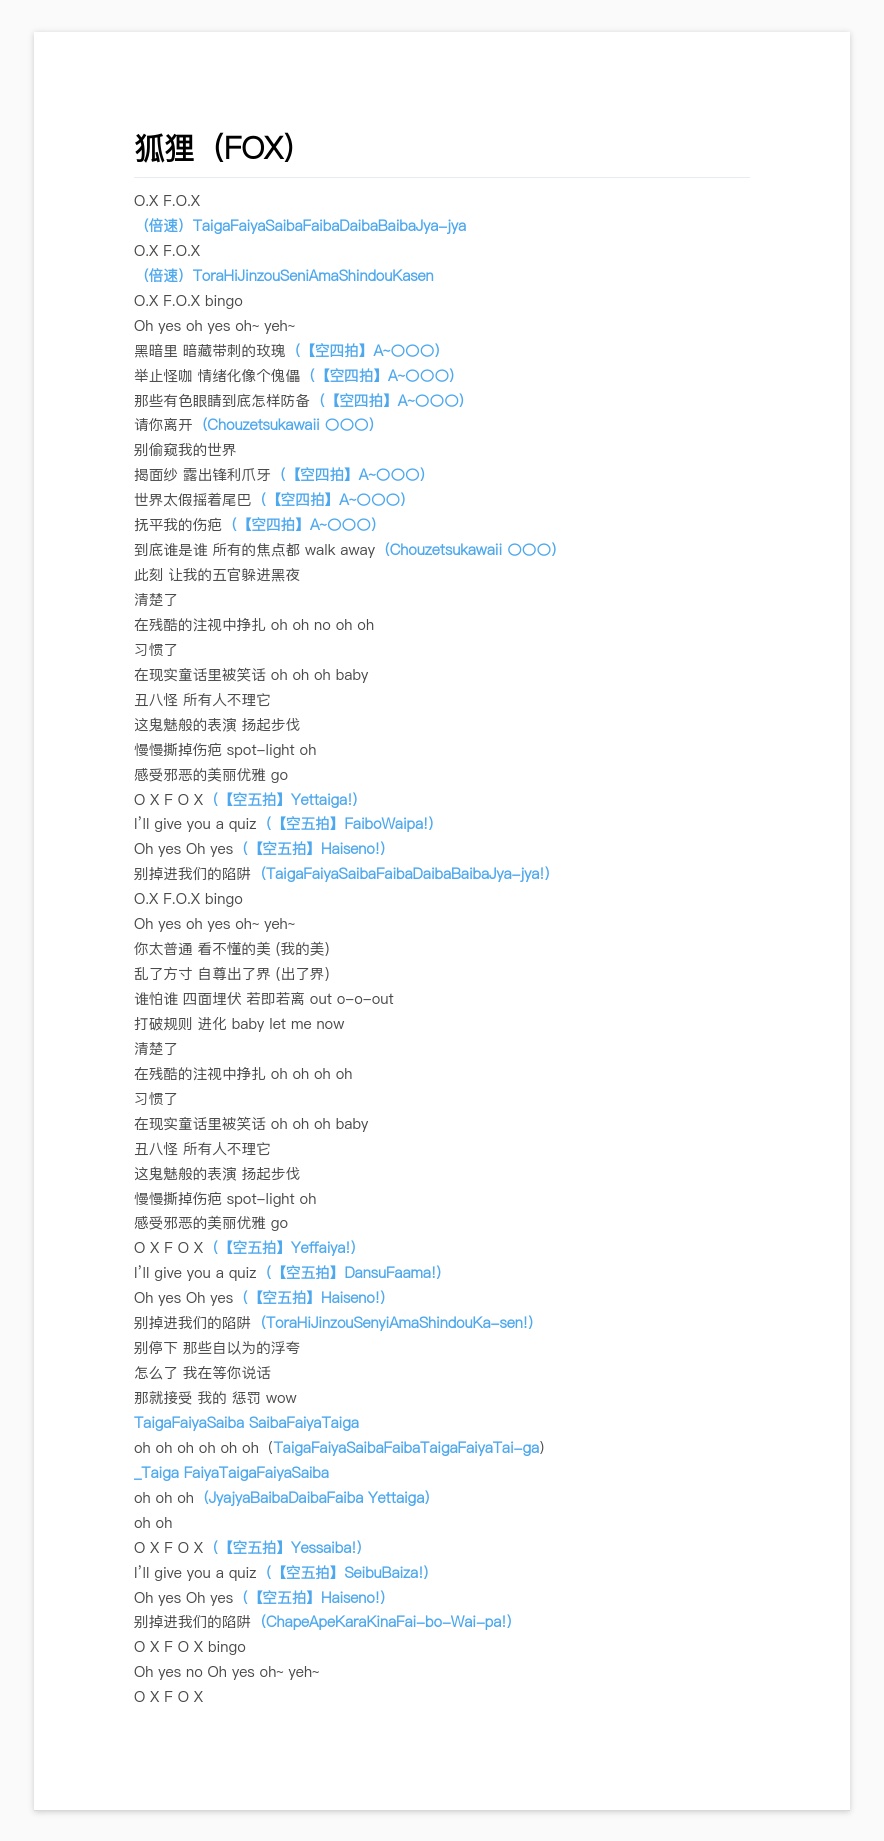 狐狸（FOX）
O.X F.O.X
（倍速）TaigaFaiyaSaibaFaibaDaibaBaibaJya-jya
O.X F.O.X
（倍速）ToraHiJinzouSeniAmaShindouKasen
O.X F.O.X bingo
Oh yes oh yes oh~ yeh~
黑暗里 暗藏带刺的玫瑰（【空四拍】A~〇〇〇）
举止怪咖 情绪化像个傀儡（【空四拍】A~〇〇〇）
那些有色眼睛到底怎样防备（【空四拍】A~〇〇〇）
请你离开（Chouzetsukawaii 〇〇〇）
别偷窥我的世界
揭面纱 露出锋利爪牙（【空四拍】A~〇〇〇）
世界太假摇着尾巴（【空四拍】A~〇〇〇）
抚平我的伤疤（【空四拍】A~〇〇〇）
到底谁是谁 所有的焦点都 walk away（Chouzetsukawaii 〇〇〇）
此刻 让我的五官躲进黑夜
清楚了
在残酷的注视中挣扎 oh oh no oh oh
习惯了
在现实童话里被笑话 oh oh oh baby
丑八怪 所有人不理它
这鬼魅般的表演 扬起步伐
慢慢撕掉伤疤 spot-light oh
感受邪恶的美丽优雅 go
O X F O X（【空五拍】Yettaiga!）
I'll give you a quiz（【空五拍】FaiboWaipa!）
Oh yes Oh yes（【空五拍】Haiseno!）
别掉进我们的陷阱（TaigaFaiyaSaibaFaibaDaibaBaibaJya-jya!）
O.X F.O.X bingo
Oh yes oh yes oh~ yeh~
你太普通 看不懂的美 (我的美)
乱了方寸 自尊出了界 (出了界)
谁怕谁 四面埋伏 若即若离 out o-o-out
打破规则 进化 baby let me now
清楚了
在残酷的注视中挣扎 oh oh oh oh
习惯了
在现实童话里被笑话 oh oh oh baby
丑八怪 所有人不理它
这鬼魅般的表演 扬起步伐
慢慢撕掉伤疤 spot-light oh
感受邪恶的美丽优雅 go
O X F O X（【空五拍】Yeffaiya!）
I'll give you a quiz（【空五拍】DansuFaama!）
Oh yes Oh yes（【空五拍】Haiseno!）
别掉进我们的陷阱（ToraHiJinzouSenyiAmaShindouKa-sen!）
别停下 那些自以为的浮夸
怎么了 我在等你说话
那就接受 我的 惩罚 wow
TaigaFaiyaSaiba SaibaFaiyaTaiga
oh oh oh oh oh oh（TaigaFaiyaSaibaFaibaTaigaFaiyaTai-ga）
_Taiga FaiyaTaigaFaiyaSaiba
oh oh oh（JyajyaBaibaDaibaFaiba Yettaiga）
oh oh
O X F O X（【空五拍】Yessaiba!）
I'll give you a quiz（【空五拍】SeibuBaiza!）
Oh yes Oh yes（【空五拍】Haiseno!）
别掉进我们的陷阱（ChapeApeKaraKinaFai-bo-Wai-pa!）
O X F O X bingo
Oh yes no Oh yes oh~ yeh~
O X F O X